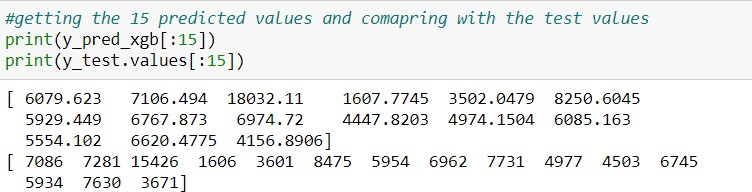 #getting the 15 predicted values and comapring with the test values
print(y_pred_xgb[:15])
print(y_test.values[:15])
[ 6079.623 7106.494 18032.11 1607.7745 3502.0479 8250.6045
5929.449 6767.873 6974.72 4447.8203 4974.1504 6085.163
5554.102 6620.4775 4156.8906]
[ 7086 7281 15426 1606 3601 8475 5954 6962 7731 4977 4503 6745
5934 7630 3671]